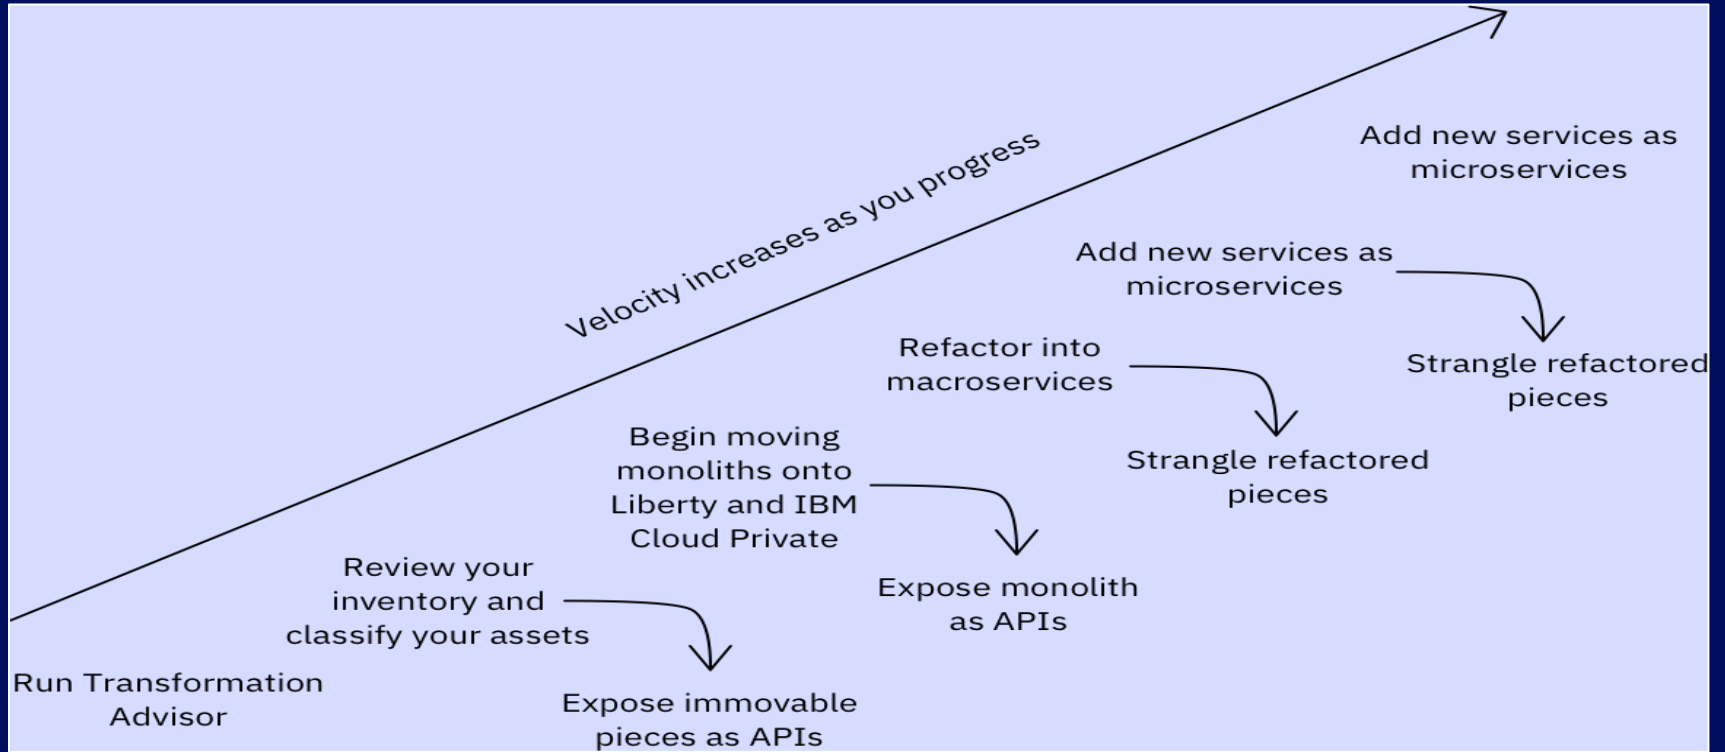 Add new services as
microservices
Velocity increases as you progress
Add new services as
microservices
Refactor into
macroservices
Strangle refactored
pieces
Begin moving
monoliths onto
Liberty and IBM
Cloud Private
Strangle refactored
pieces
Review your
inventory and
classify your assets
Expose monolith
as APIs
Run Transformation
Advisor
Expose immovable
pieces as APIs